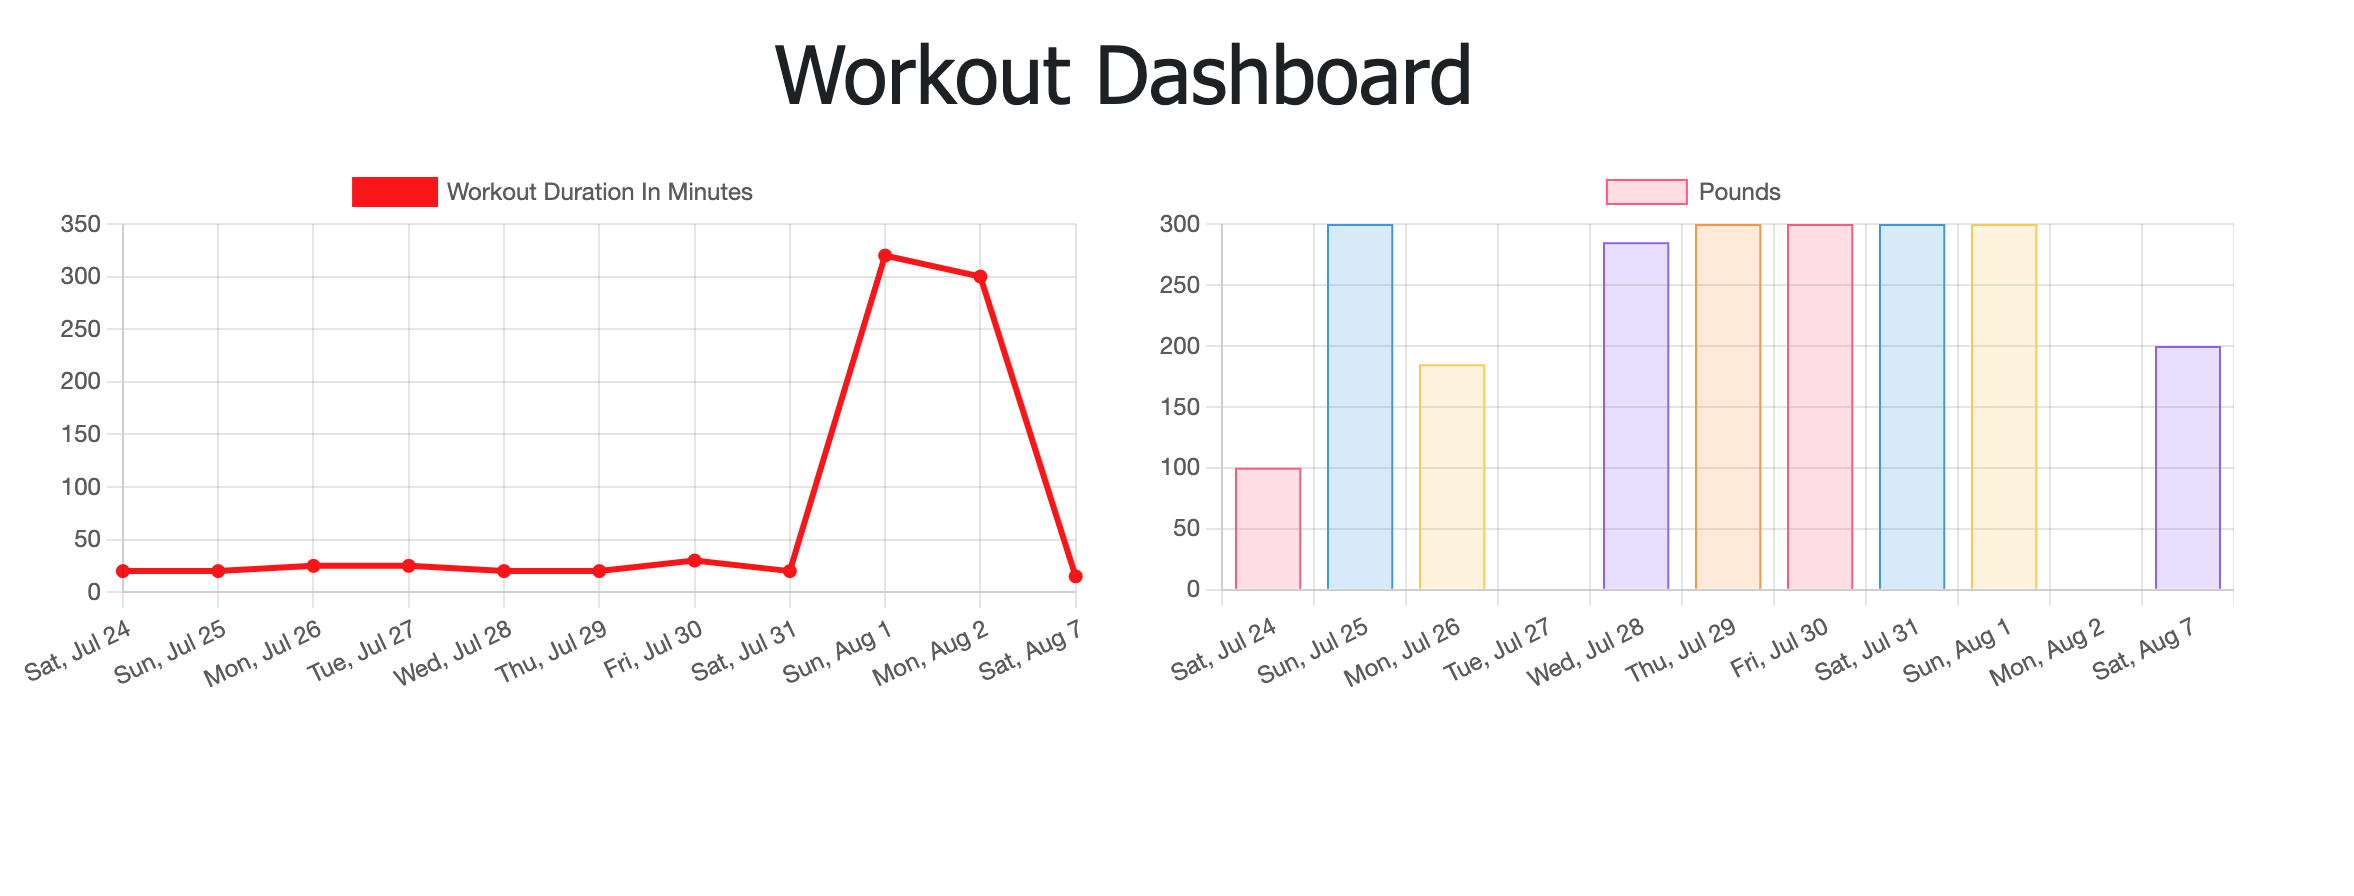 Workout Dashboard
Workout Duration In Minutes
350
300
250
200
150
100
50
0
Sat, Jul 24
Sun, Jul 25
Mon, Jul 26
Tue, Jul 27
Wed, Jul 28
Thu, Jul 29
Fri, Jul 30
Sat, Jul 31
Sun, Aug 1
Mon, Aug 2
Sat, Aug 7
Pounds
300
250
200
150
100
50
0
Sat, Jul 24
Sun, Jul 25
Mon, Jul 26
Tue, Jul 27
Wed, Jul 28
Thu, Jul 29
Fri, Jul 30
Sat, Jul 31
Sun, Aug 1
Mon, Aug 2
Sat, Aug 7